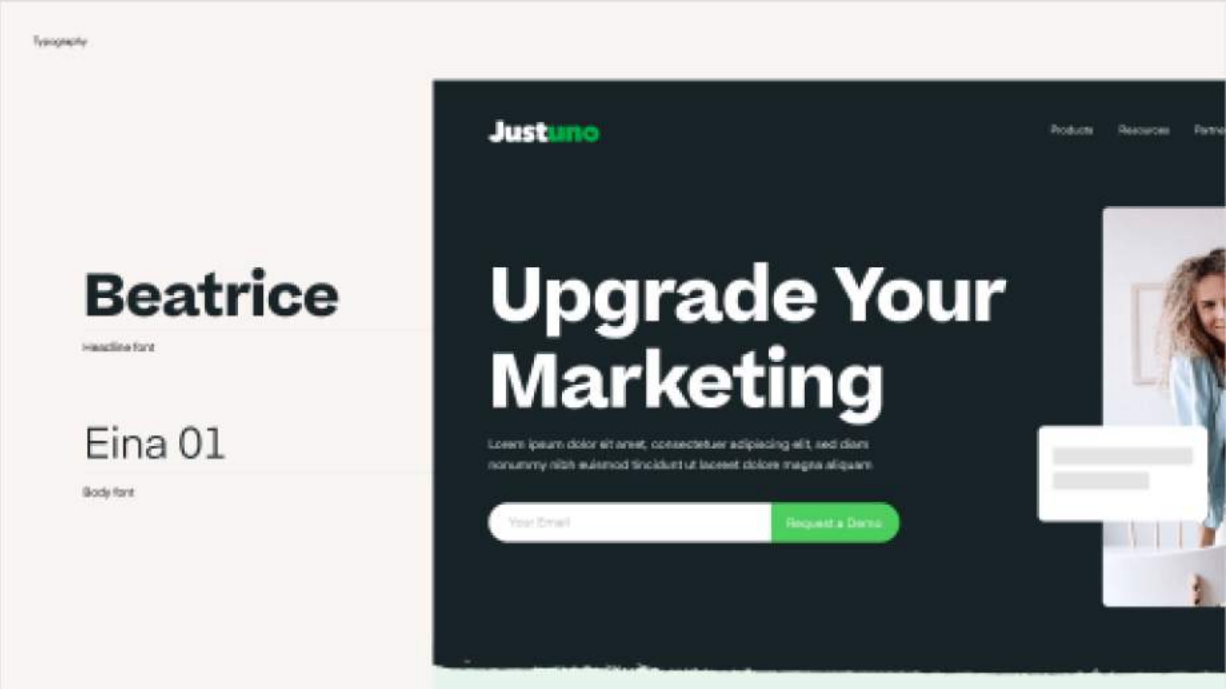 Typography
Justuno
Products
Resources
Beatrice
Headline font
Eina 01
Body font
Upgrade Your
Marketing
Lorem ipsum dolor sit amet, consectetuer adipiscing elit, sed diam
nonummy nibh euismod tincidunt ut laoreet dolore magna aliquam
Your Email
Request a Demo